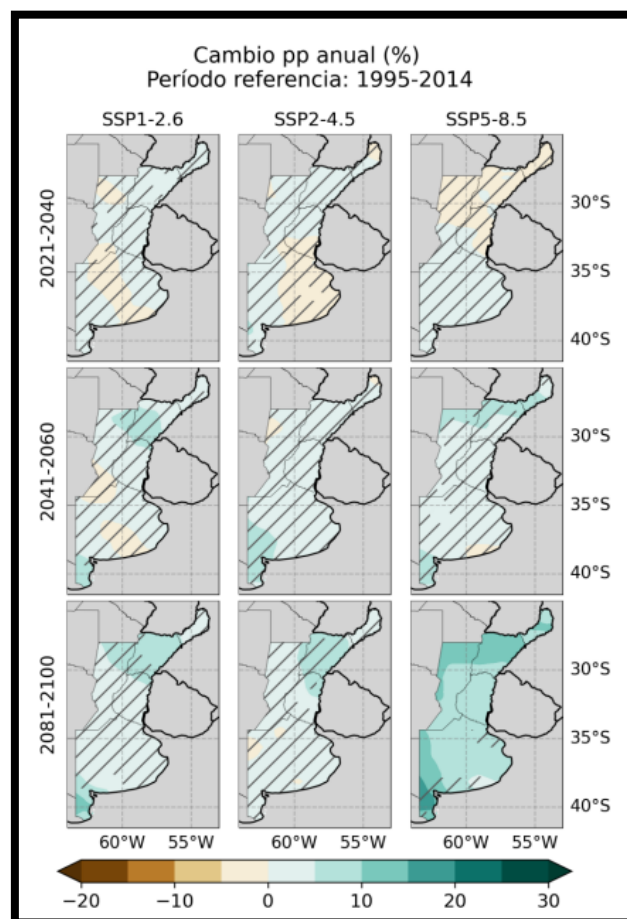 Cambio pp anual (%)
Período referencia: 1995-2014
SSP1-2.6 SSP2-4.5 SSP5-8.5
2021-2040
30°S
35°S
40°S
2041-2060
30°S
35°S
40°S
2081-2100
30°S
35°S
40°S
60°W 55°W 60°W 55°W 60°W 55°W
−20 −10 0 10 20 30